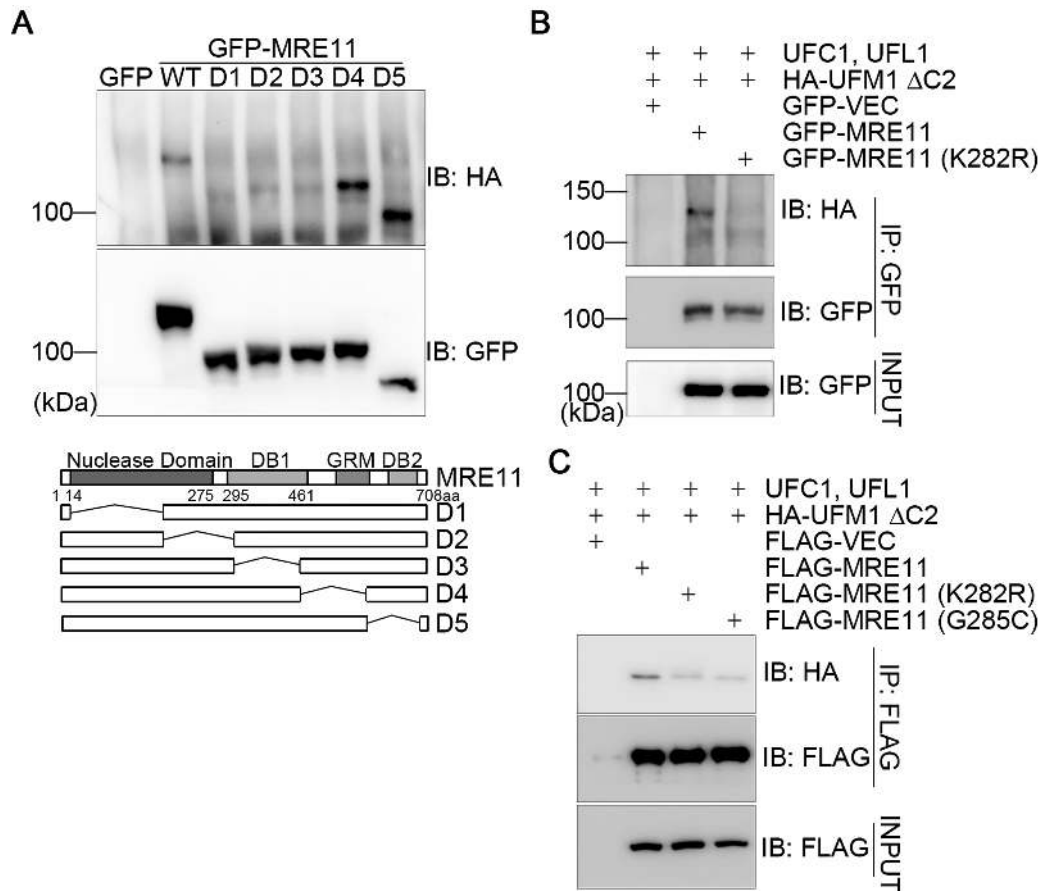 A
GFP-MRE11
GFP WT D1 D2 D3 D4 D5
IB: HA
100
IB: GFP
100
(kDa)
Nuclease Domain DB1 GRM DB2
MRE11
1 14 275 295 461 708aa
D1
D2
D3
D4
D5
B
+ + + UFC1, UFL1
+ + + HA-UFM1 ΔC2
+ GFP-VEC
+ GFP-MRE11
+ GFP-MRE11 (K282R)
150
IB: HA
100
IP: GFP
100
IB: GFP
100
IB: GFP
INPUT
(kDa)
C
+ + + + UFC1, UFL1
+ + + + HA-UFM1 ΔC2
+ FLAG-VEC
+ FLAG-MRE11
+ FLAG-MRE11 (K282R)
+ FLAG-MRE11 (G285C)
IB: HA
IP: FLAG
IB: FLAG
IB: FLAG
INPUT